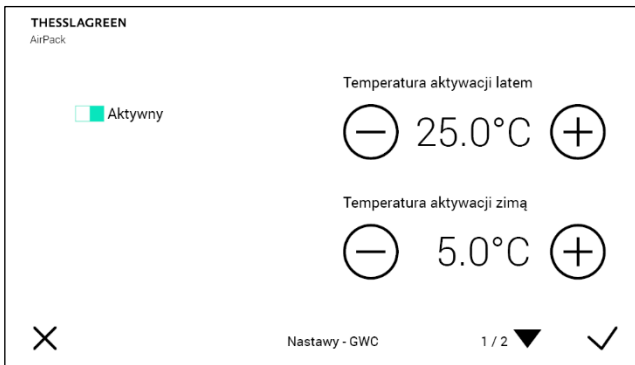 THESSLAGREEN
AirPack
Aktywny
Temperatura aktywacji latem
25.0°C
Temperatura aktywacji zimą
5.0°C
Nastawy - GWC
1 / 2